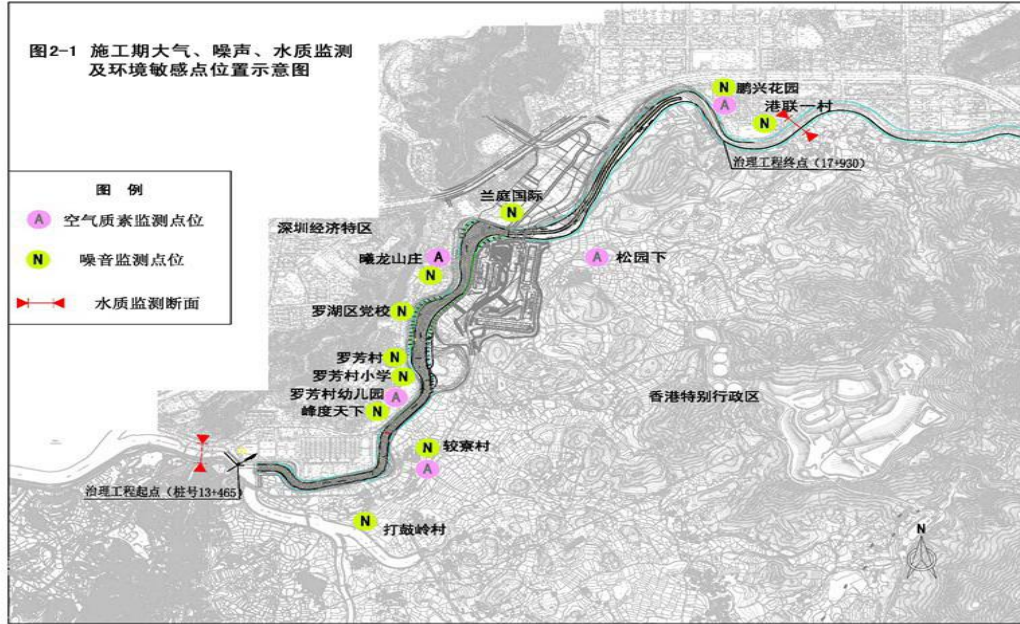 图2-1 施工期大气、噪声、水质监测
及环境敏感点位置示意图
N 鹏兴花园
A
港联一村
N
治理工程终点（17+930）
图 例
A 空气质素监测点位
N 噪音监测点位
水质监测断面
兰庭国际
N
深圳经济特区
曦龙山庄 A
N
A 松园下
罗湖区党校 N
罗芳村 N
罗芳村小学 N
罗芳村幼儿园 A
峰度天下 N
香港特别行政区
N 较寮村
A
治理工程起点（桩号13+465）
N 打鼓岭村
N